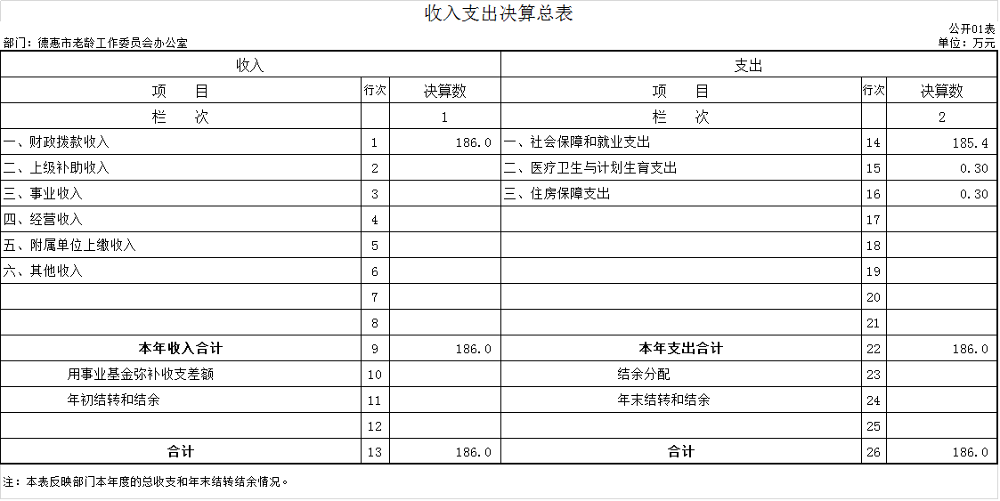 收入支出决算总表
公开01表
部门：德惠市老龄工作委员会办公室 单位：万元
收入 支出
项 目 行次 决算数 项 目 行次 决算数
栏 次 1 栏 次 2
一、财政拨款收入 1 186.0 一、社会保障和就业支出 14 185.4
二、上级补助收入 2 二、医疗卫生与计划生育支出 15 0.30
三、事业收入 3 三、住房保障支出 16 0.30
四、经营收入 4 17
五、附属单位上缴收入 5 18
六、其他收入 6 19
7 20
8 21
本年收入合计 9 186.0 本年支出合计 22 186.0
用事业基金弥补收支差额 10 结余分配 23
年初结转和结余 11 年末结转和结余 24
12 25
合计 13 186.0 合计 26 186.0
注：本表反映部门本年度的总收支和年末结转结余情况。